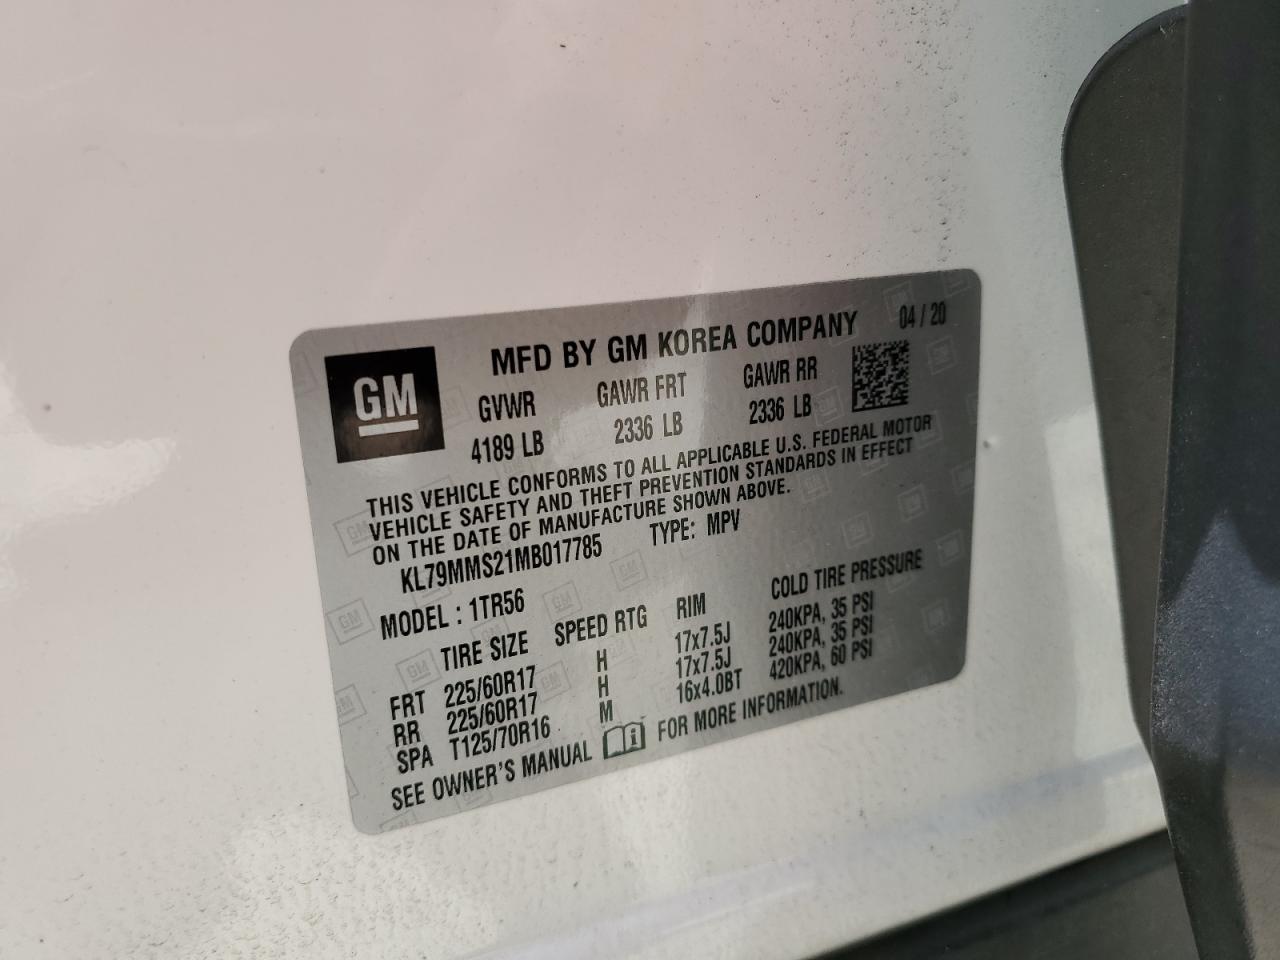 MFD BY GM KOREA COMPANY 04 / 20
GM
GVWR GAWR FRT GAWR RR
4189 LB 2336 LB 2336 LB
THIS VEHICLE CONFORMS TO ALL APPLICABLE U.S. FEDERAL MOTOR
VEHICLE SAFETY AND THEFT PREVENTION STANDARDS IN EFFECT
ON THE DATE OF MANUFACTURE SHOWN ABOVE.
KL79MMS21MB017785 TYPE: MPV
MODEL : 1TR56
TIRE SIZE SPEED RTG RIM COLD TIRE PRESSURE
FRT 225/60R17 H 17x7.5J 240KPA, 35 PSI
RR 225/60R17 H 17x7.5J 240KPA, 35 PSI
SPA T125/70R16 M 16x4.0BT 420KPA, 60 PSI
SEE OWNER'S MANUAL FOR MORE INFORMATION.